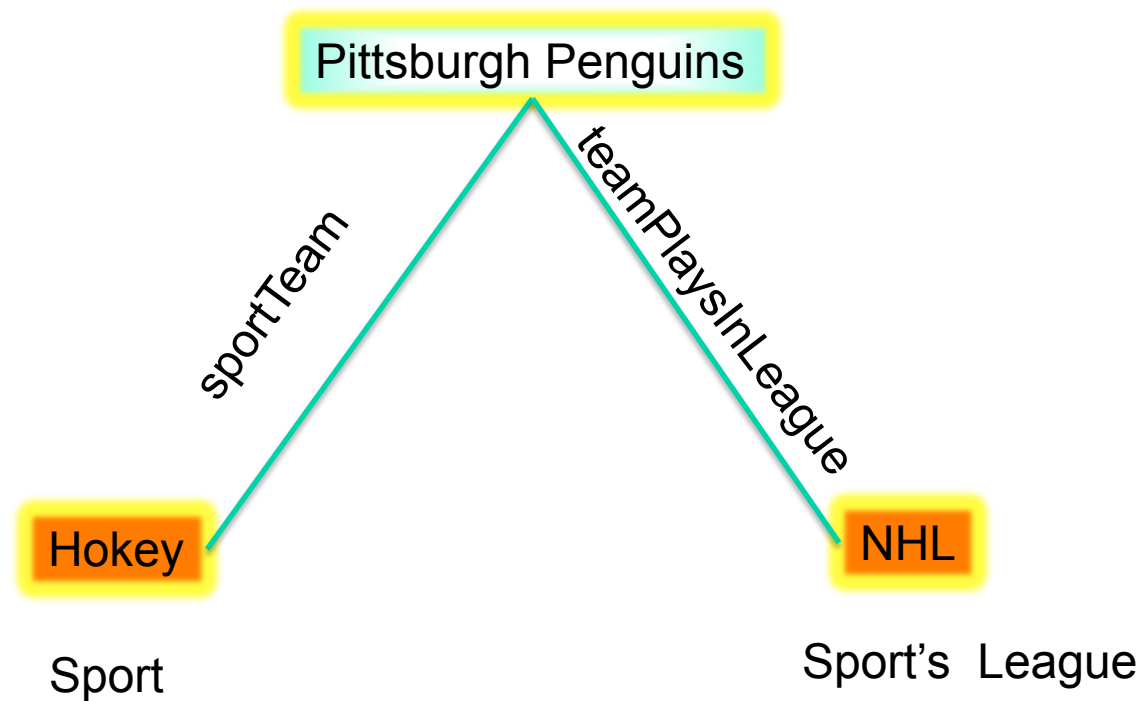 Pittsburgh Penguins
sportTeam
teamPlaysInLeague
Hokey
NHL
Sport
Sport’s League